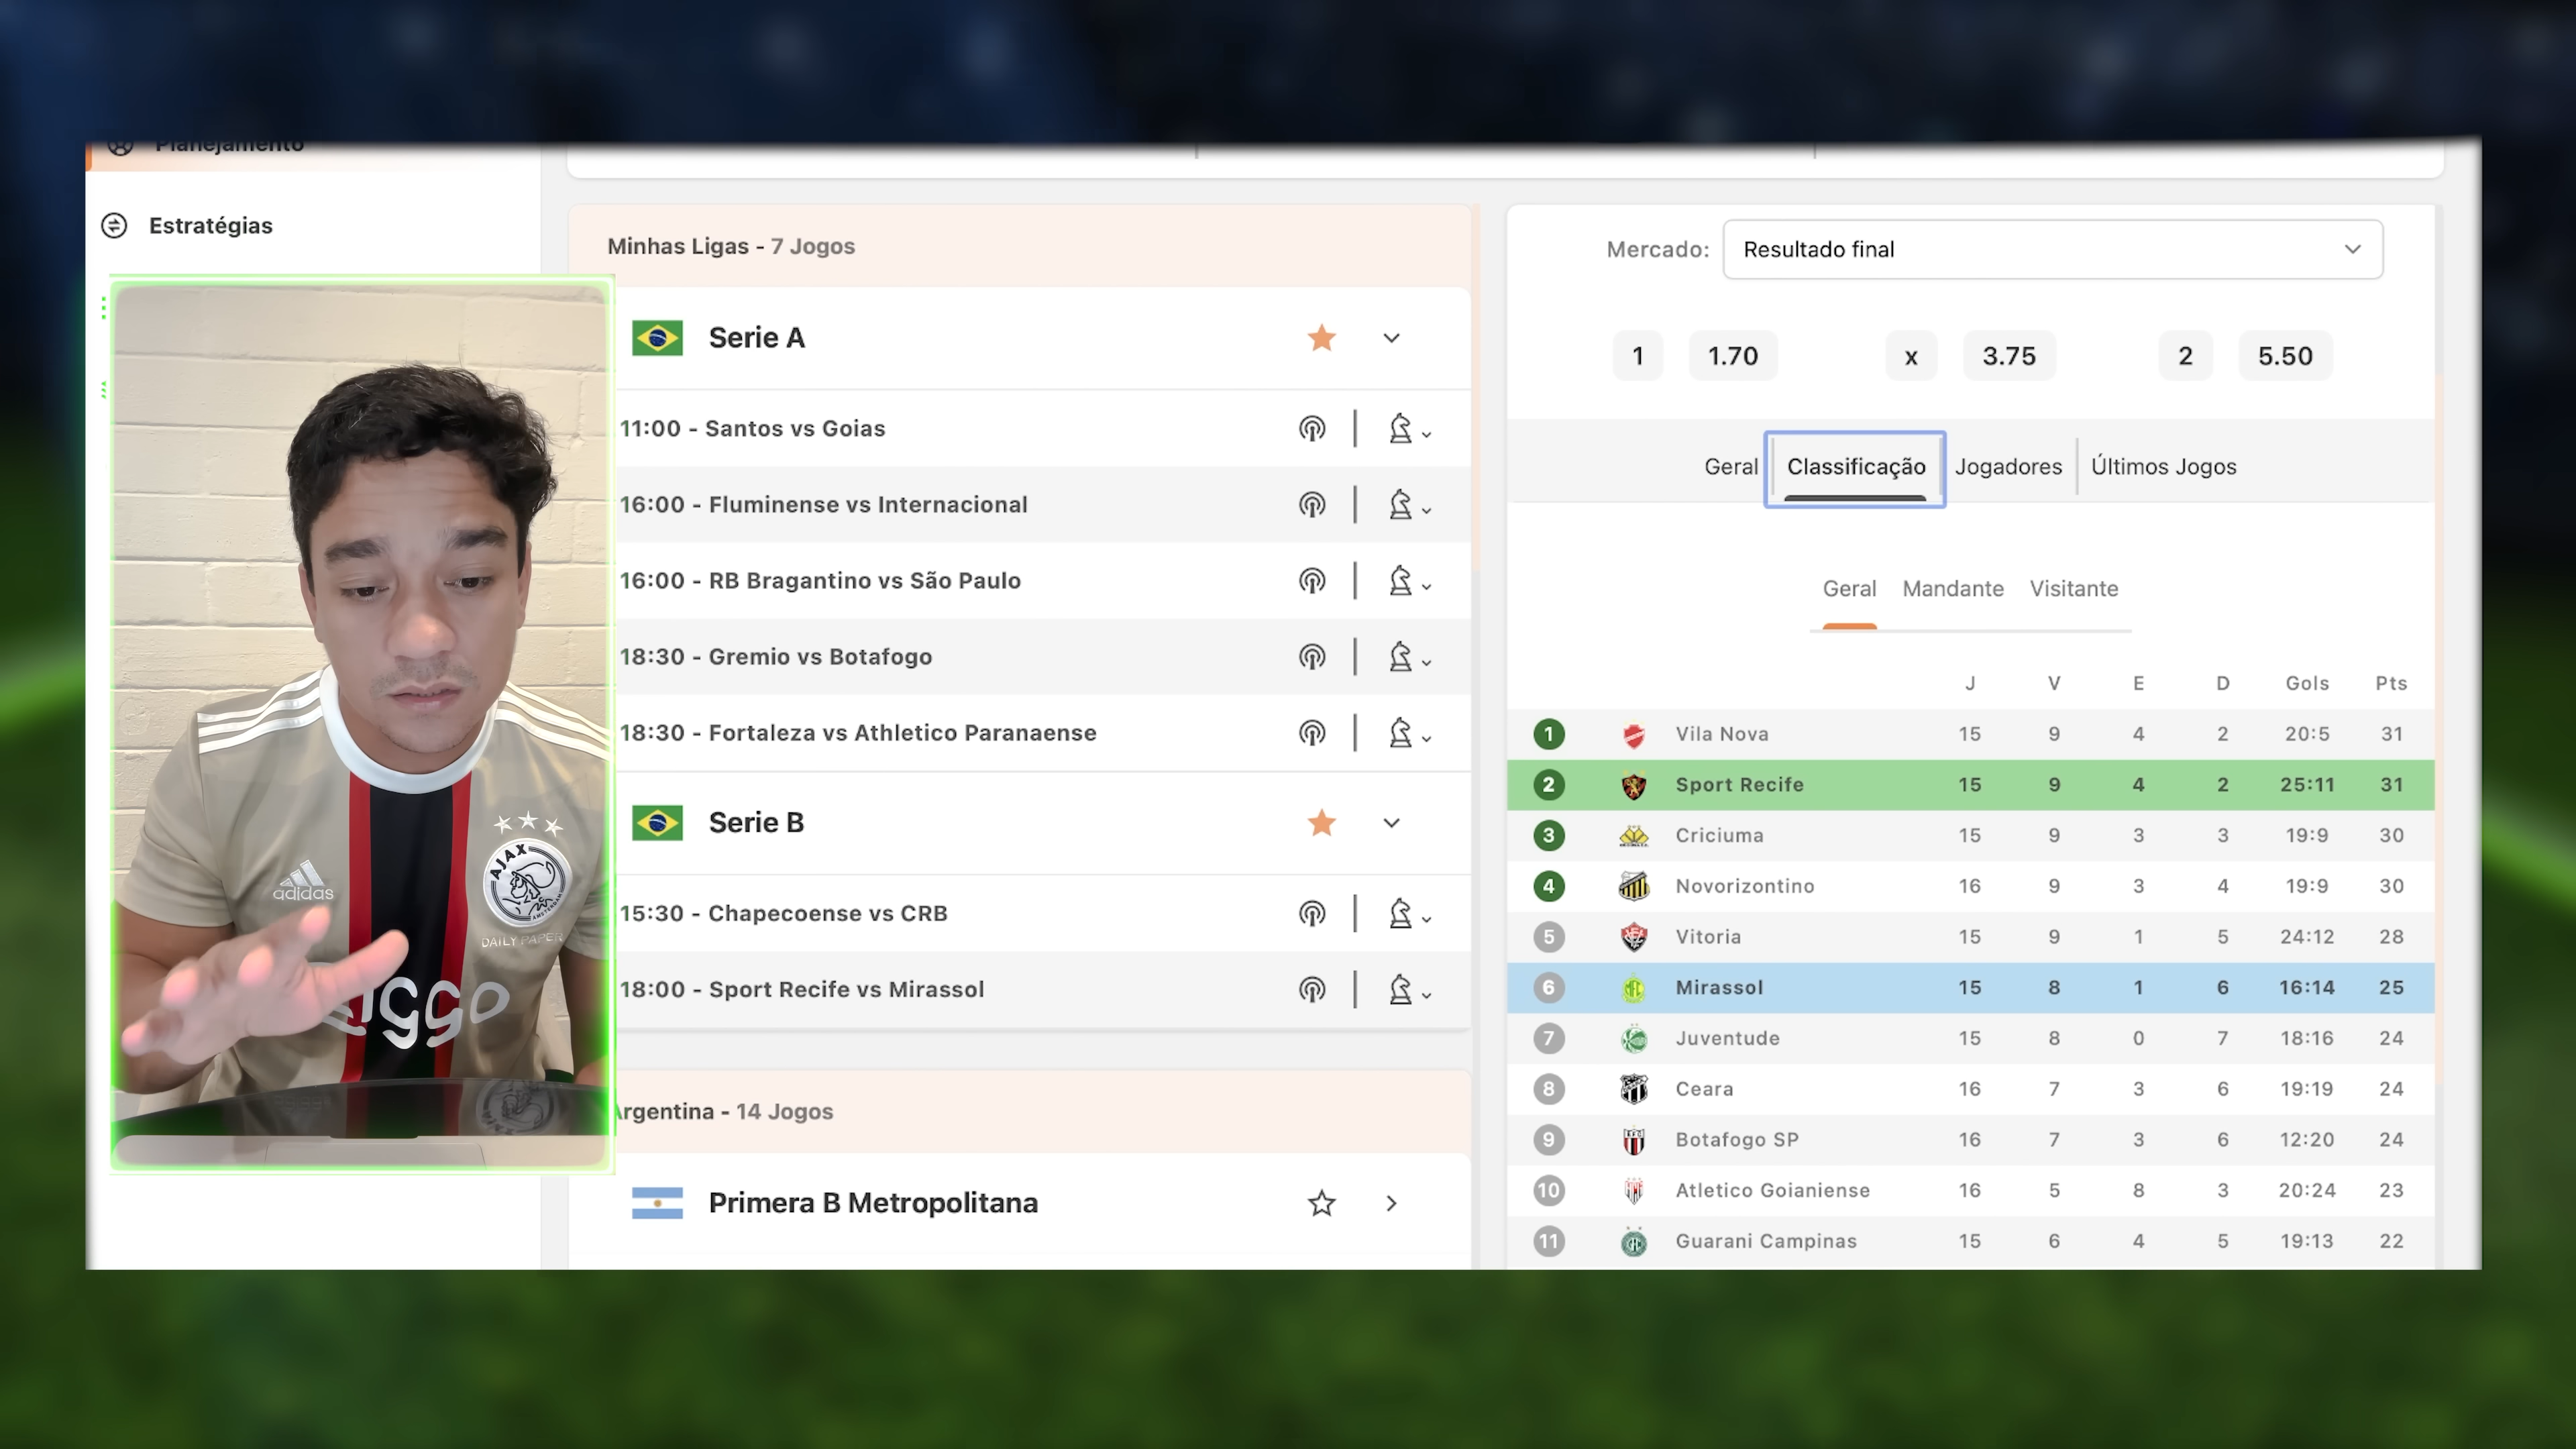 Planejamento
Estratégias
Minhas Ligas - 7 Jogos
Serie A
11:00 - Santos vs Goias
16:00 - Fluminense vs Internacional
16:00 - RB Bragantino vs São Paulo
18:30 - Gremio vs Botafogo
18:30 - Fortaleza vs Athletico Paranaense
Serie B
15:30 - Chapecoense vs CRB
18:00 - Sport Recife vs Mirassol
Argentina - 14 Jogos
Primera B Metropolitana
adidas
AJAX
AMSTERDAM
DAILY PAPER
Mercado: Resultado final
1 1.70 x 3.75 2 5.50
Geral Classificação Jogadores Últimos Jogos
Geral Mandante Visitante
J V E D Gols Pts
1 Vila Nova 15 9 4 2 20:5 31
2 Sport Recife 15 9 4 2 25:11 31
3 Criciuma 15 9 3 3 19:9 30
4 Novorizontino 16 9 3 4 19:9 30
5 Vitoria 15 9 1 5 24:12 28
6 Mirassol 15 8 1 6 16:14 25
7 Juventude 15 8 0 7 18:16 24
8 Ceara 16 7 3 6 19:19 24
9 Botafogo SP 16 7 3 6 12:20 24
10 Atletico Goianiense 16 5 8 3 20:24 23
11 Guarani Campinas 15 6 4 5 19:13 22